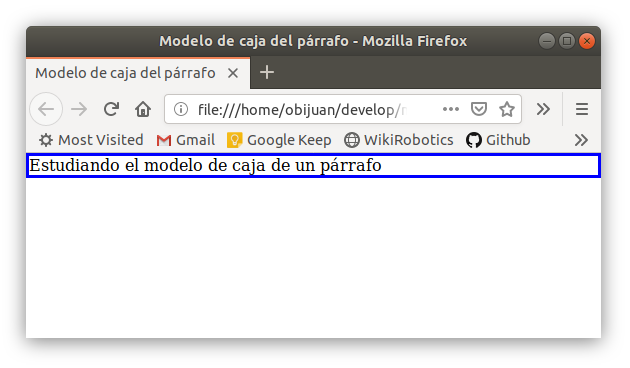 Modelo de caja del párrafo - Mozilla Firefox
Modelo de caja del párrafo
file:///home/obijuan/develop/
Most Visited Gmail Google Keep WikiRobotics Github
Estudiando el modelo de caja de un párrafo